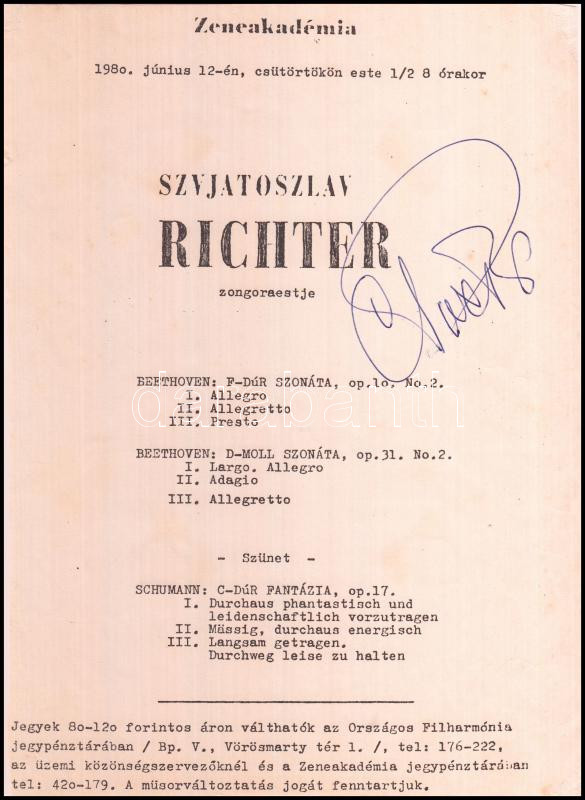 Zeneakadémia
198o. június 12-én, csütörtökön este 1/2 8 órakor
SZVJATOSZLAV
RICHTER
zongoraestje
BEETHOVEN: F-DúR SZONÁTA, op.1o. No.2.
I. Allegro
II. Allegretto
III. Presto
BEETHOVEN: D-MOLL SZONÁTA, op.31. No.2.
I. Largo. Allegro
II. Adagio
III. Allegretto
- Szünet -
SCHUMANN: C-DúR FANTÁZIA, op.17.
I. Durchaus phantastisch und
leidenschaftlich vorzutragen
II. Mässig, durchaus energisch
III. Langsam getragen.
Durchweg leise zu halten
Jegyek 8o-12o forintos áron válthatók az Országos Filharmónia
jegypénztárában / Bp. V., Vörösmarty tér 1. /, tel: 176-222,
az üzemi közönségszervezőknél és a Zeneakadémia jegypénztárában
tel: 42o-179. A müsorváltoztatás jogát fenntartjuk.
darabanth